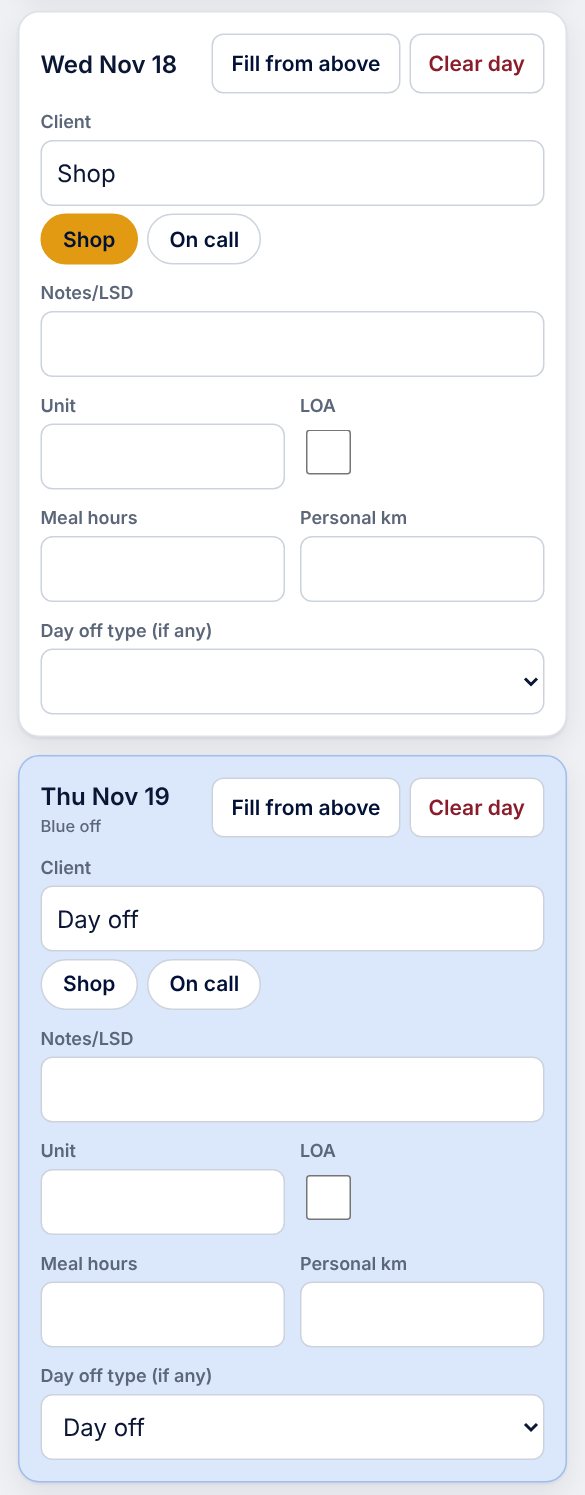 Wed Nov 18 Fill from above Clear day
Client
Shop
Shop On call
Notes/LSD
Unit LOA
Meal hours Personal km
Day off type (if any)
Thu Nov 19 Fill from above Clear day
Blue off
Client
Day off
Shop On call
Notes/LSD
Unit LOA
Meal hours Personal km
Day off type (if any)
Day off